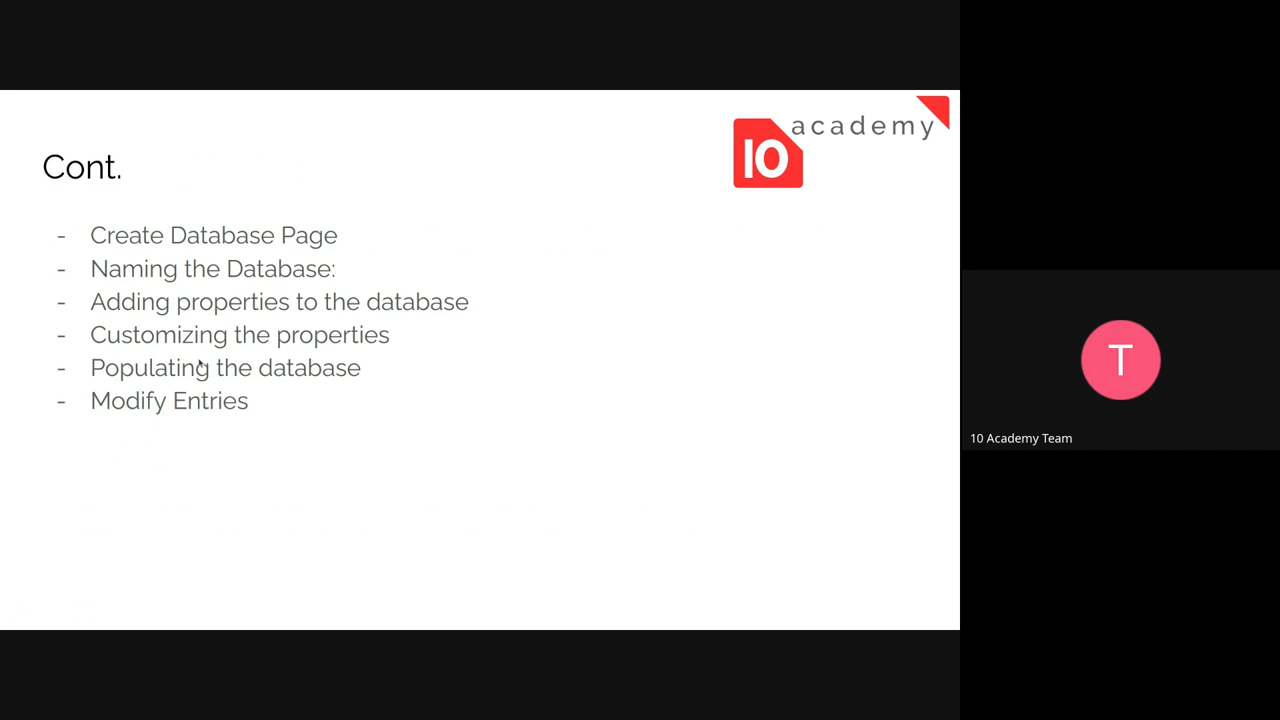 academy
10
Cont.
- Create Database Page
- Naming the Database:
- Adding properties to the database
- Customizing the properties
- Populating the database
- Modify Entries
T
10 Academy Team